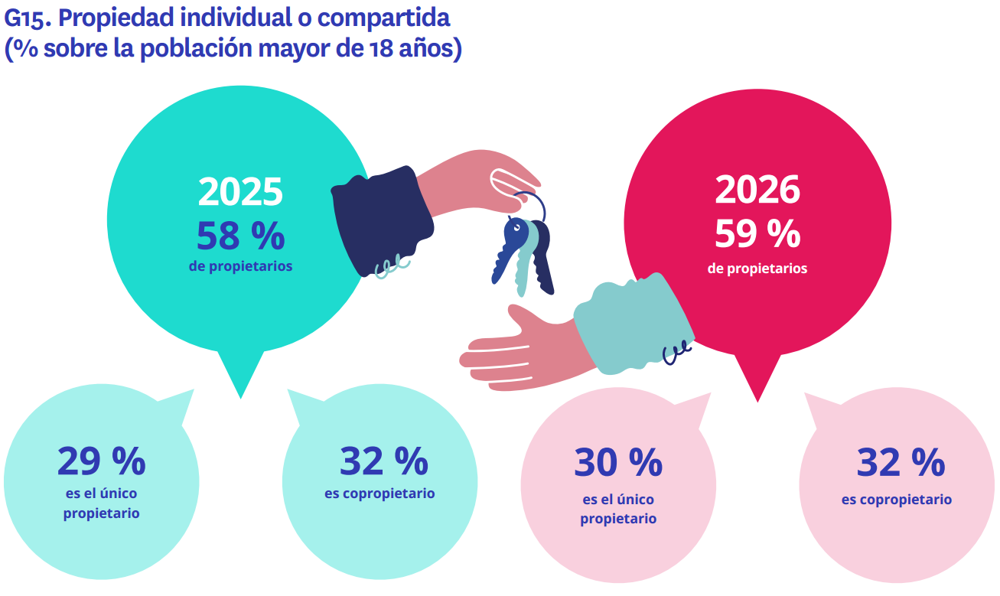 G15. Propiedad individual o compartida
(% sobre la población mayor de 18 años)
2025
58 %
de propietarios
29 %
es el único
propietario
32 %
es copropietario
2026
59 %
de propietarios
30 %
es el único
propietario
32 %
es copropietario